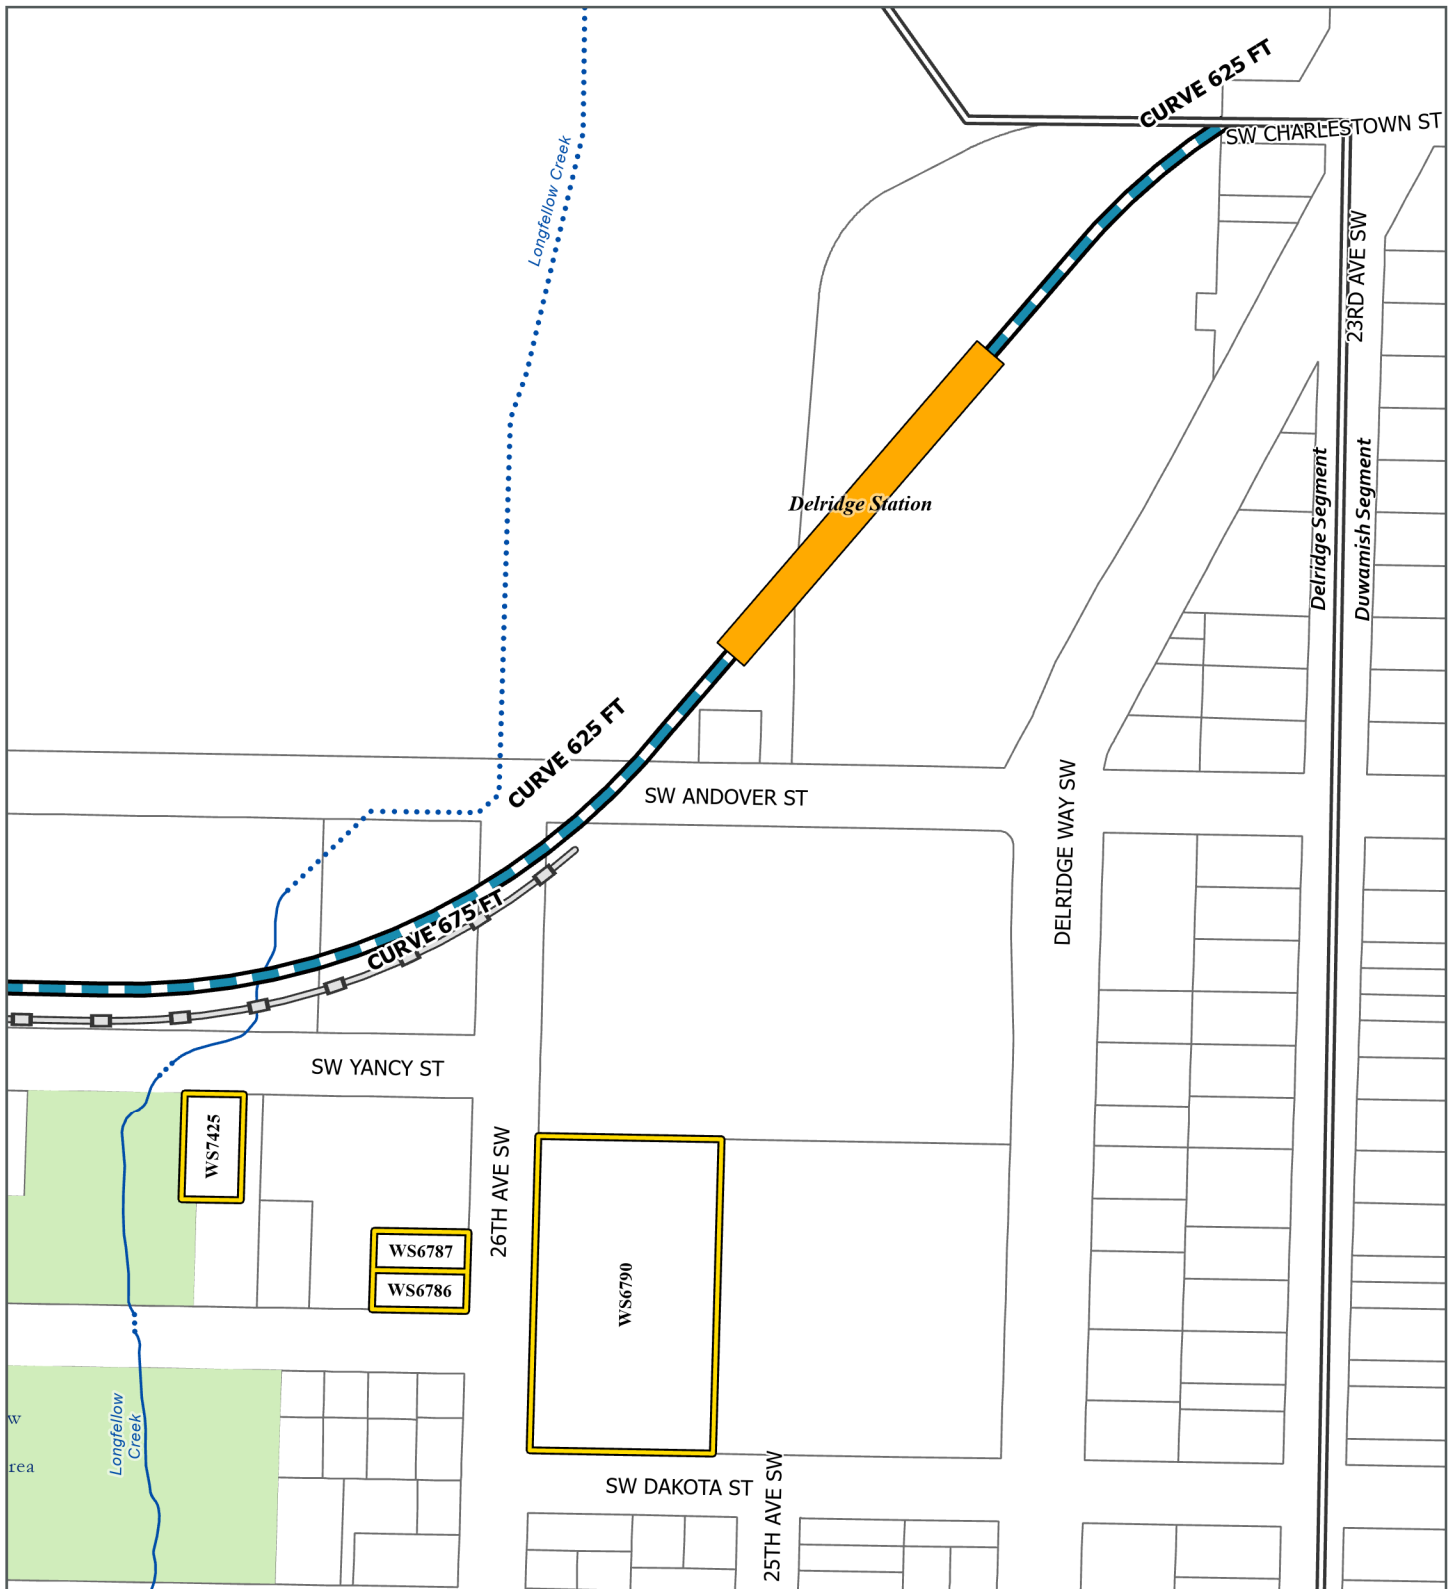 CURVE 625 FT
SW CHARLESTOWN ST
Longfellow Creek
23RD AVE SW
Delridge Station
Delridge Segment
Duwamish Segment
CURVE 625 FT
SW ANDOVER ST
DELRIDGE WAY SW
CURVE 675 FT
SW YANCY ST
WS7425
26TH AVE SW
WS6787
WS6786
WS6790
Longfellow
Creek
w
rea
SW DAKOTA ST
25TH AVE SW